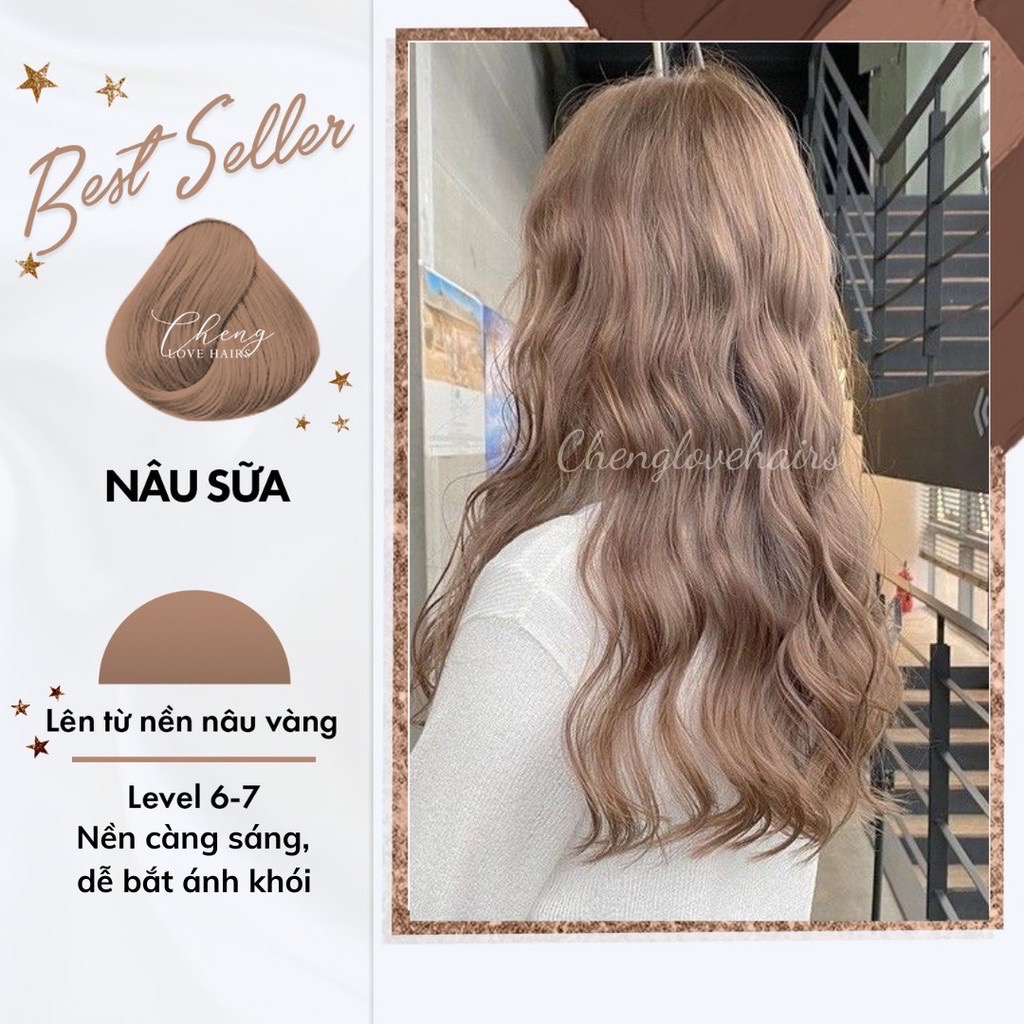 Best Seller
Cheng
LOVE HAIRS
NÂU SỮA
Lên từ nền nâu vàng
Level 6-7
Nền càng sáng,
dễ bắt ánh khói
Chenglovehairs